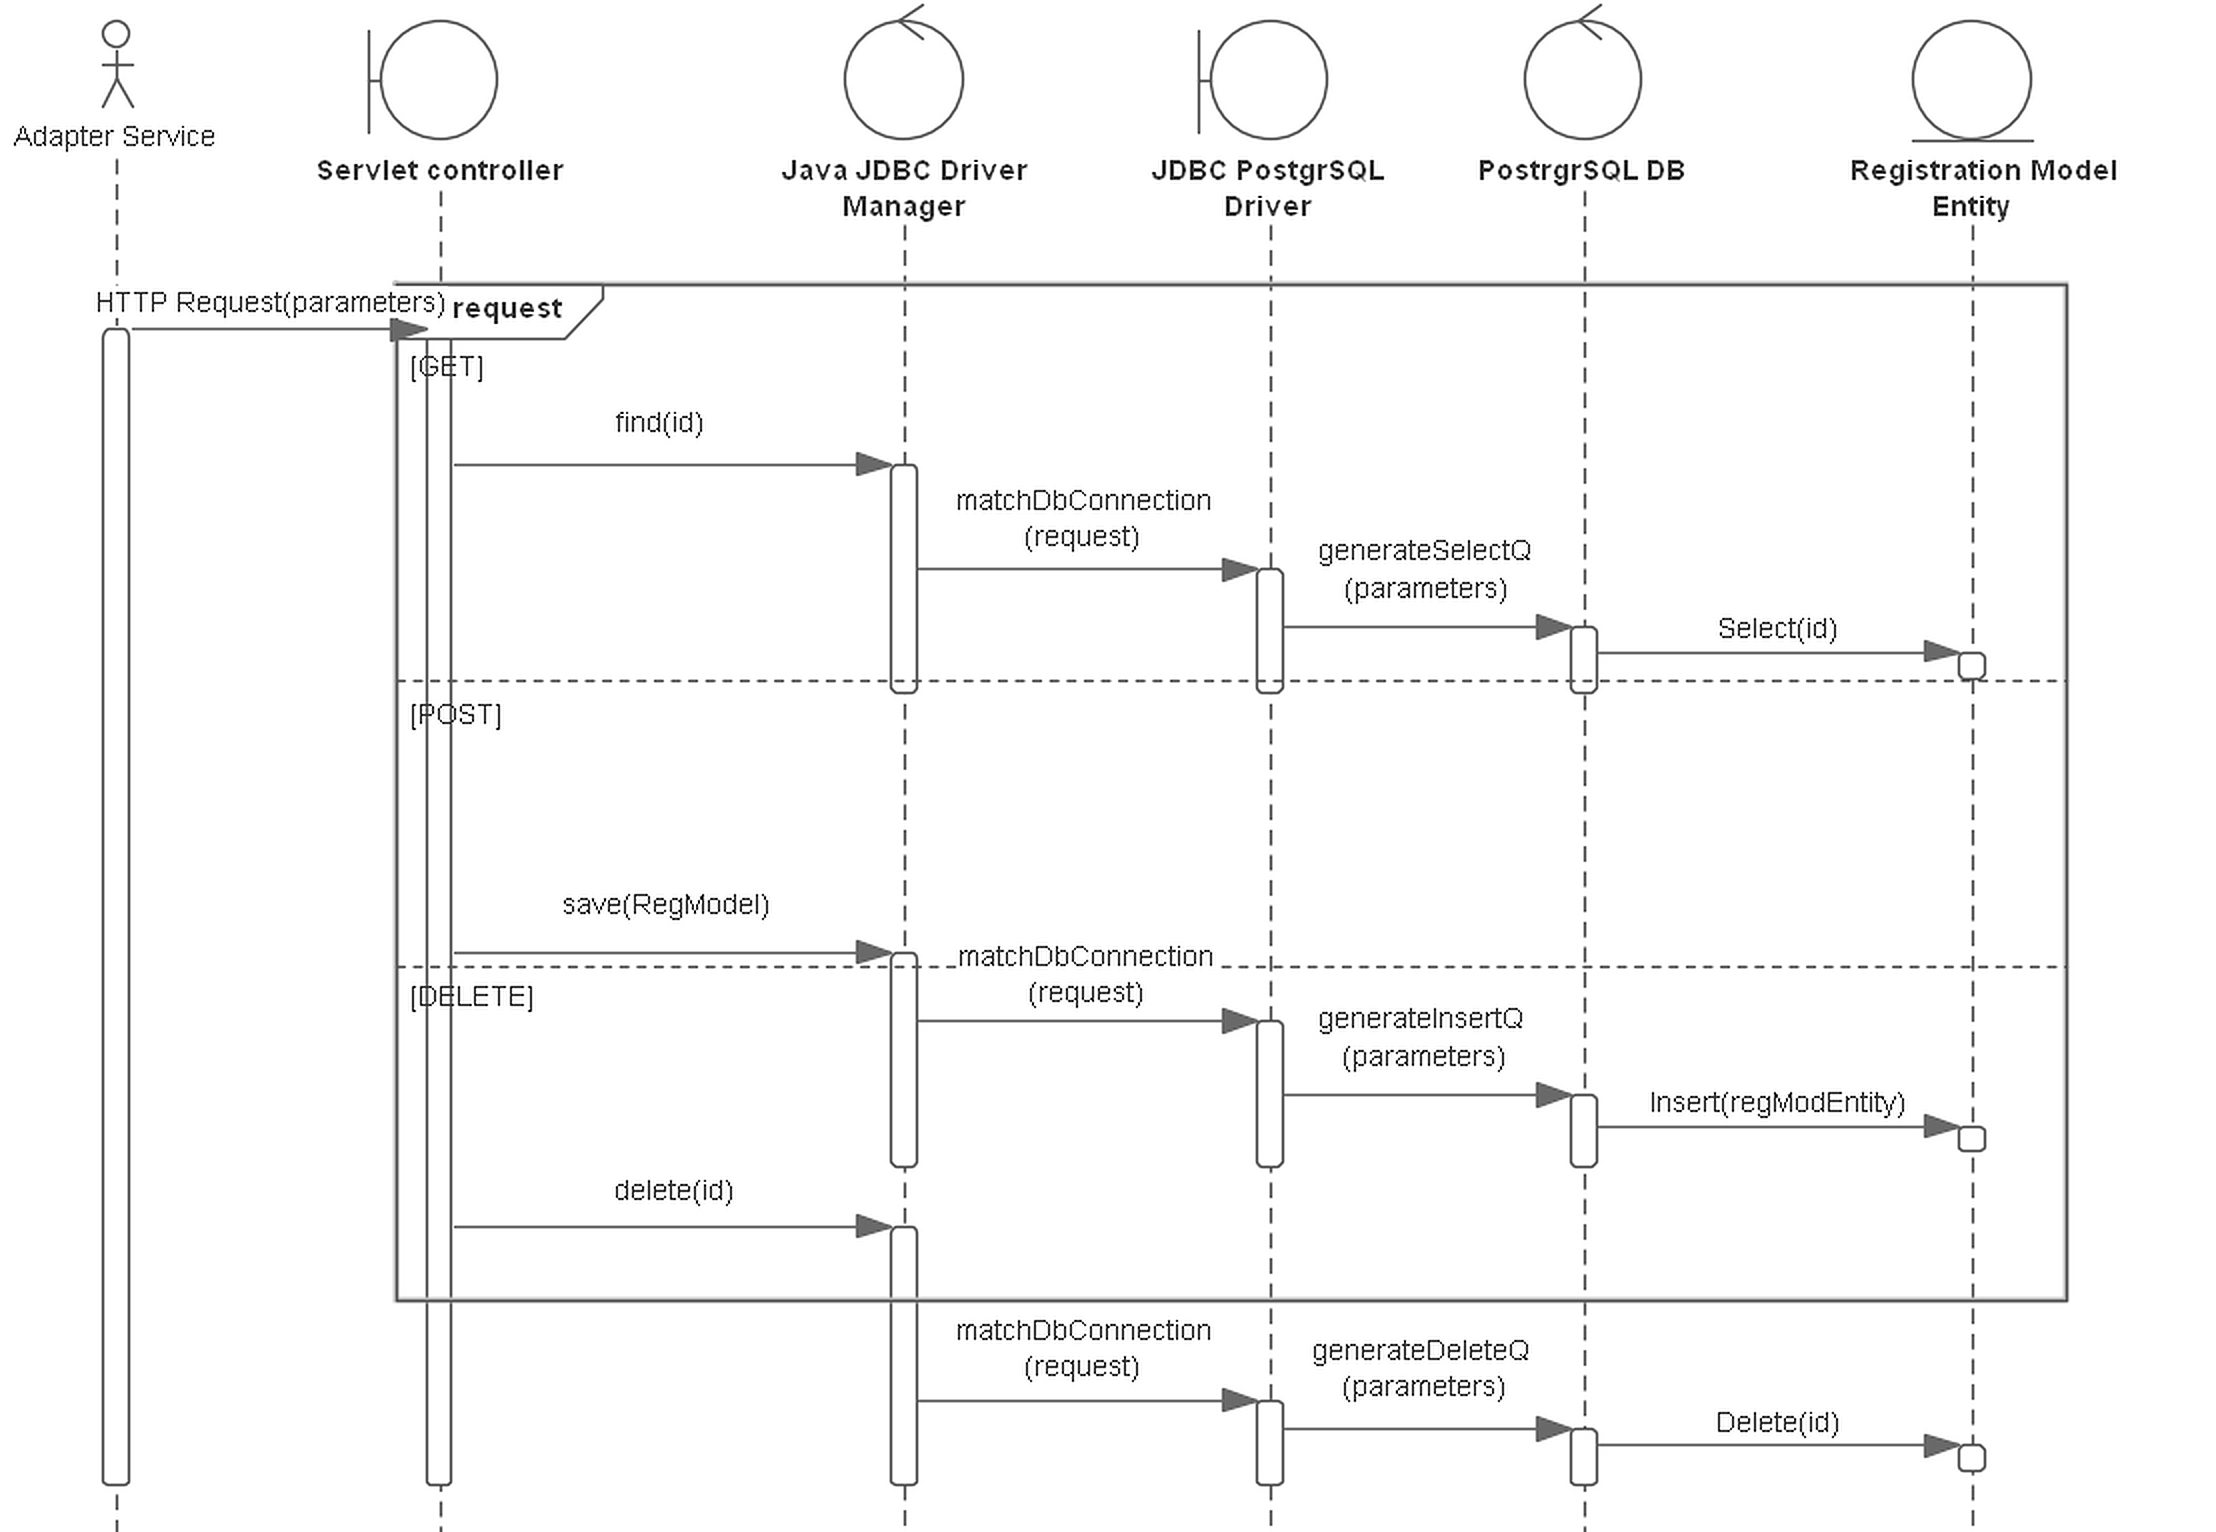 Adapter Service
Servlet controller
Java JDBC Driver
Manager
JDBC PostgrSQL
Driver
PostrgrSQL DB
Registration Model
Entity
HTTP Request(parameters)
request
[GET]
find(id)
matchDbConnection
(request)
generateSelectQ
(parameters)
Select(id)
[POST]
save(RegModel)
matchDbConnection
(request)
[DELETE]
generateInsertQ
(parameters)
Insert(regModEntity)
delete(id)
matchDbConnection
(request)
generateDeleteQ
(parameters)
Delete(id)